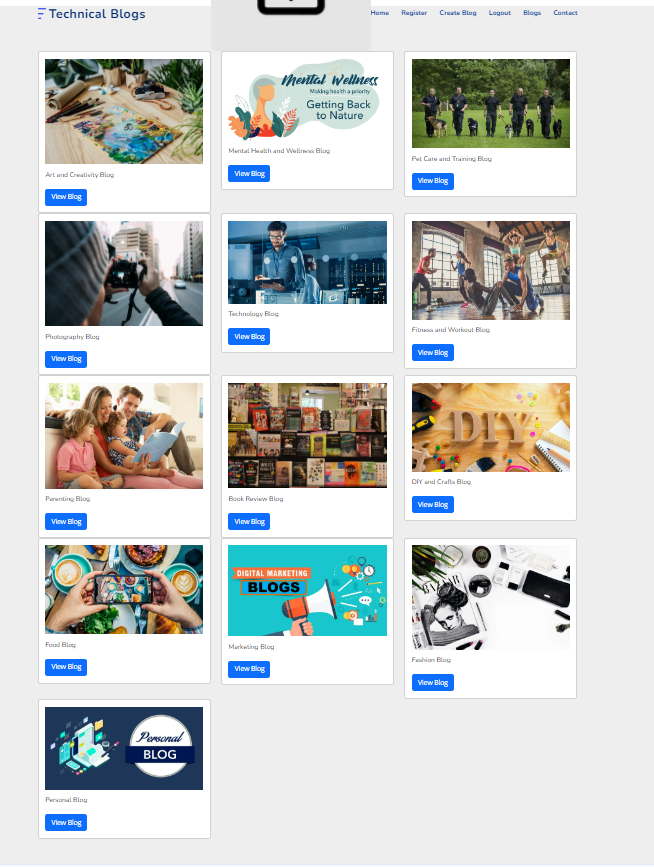 Technical Blogs
Home Register Create Blog Logout Blogs Contact
Mental Wellness
Making health a priority
Getting Back
to Nature
Art and Creativity Blog
View Blog
Mental Health and Wellness Blog
View Blog
Pet Care and Training Blog
View Blog
Photography Blog
View Blog
Technology Blog
View Blog
Fitness and Workout Blog
View Blog
Parenting Blog
View Blog
Book Review Blog
View Blog
DIY
DIY and Crafts Blog
View Blog
Food Blog
View Blog
DIGITAL MARKETING
BLOGS
Marketing Blog
View Blog
BAZAAR
Fashion Blog
View Blog
Personal
BLOG
Personal Blog
View Blog